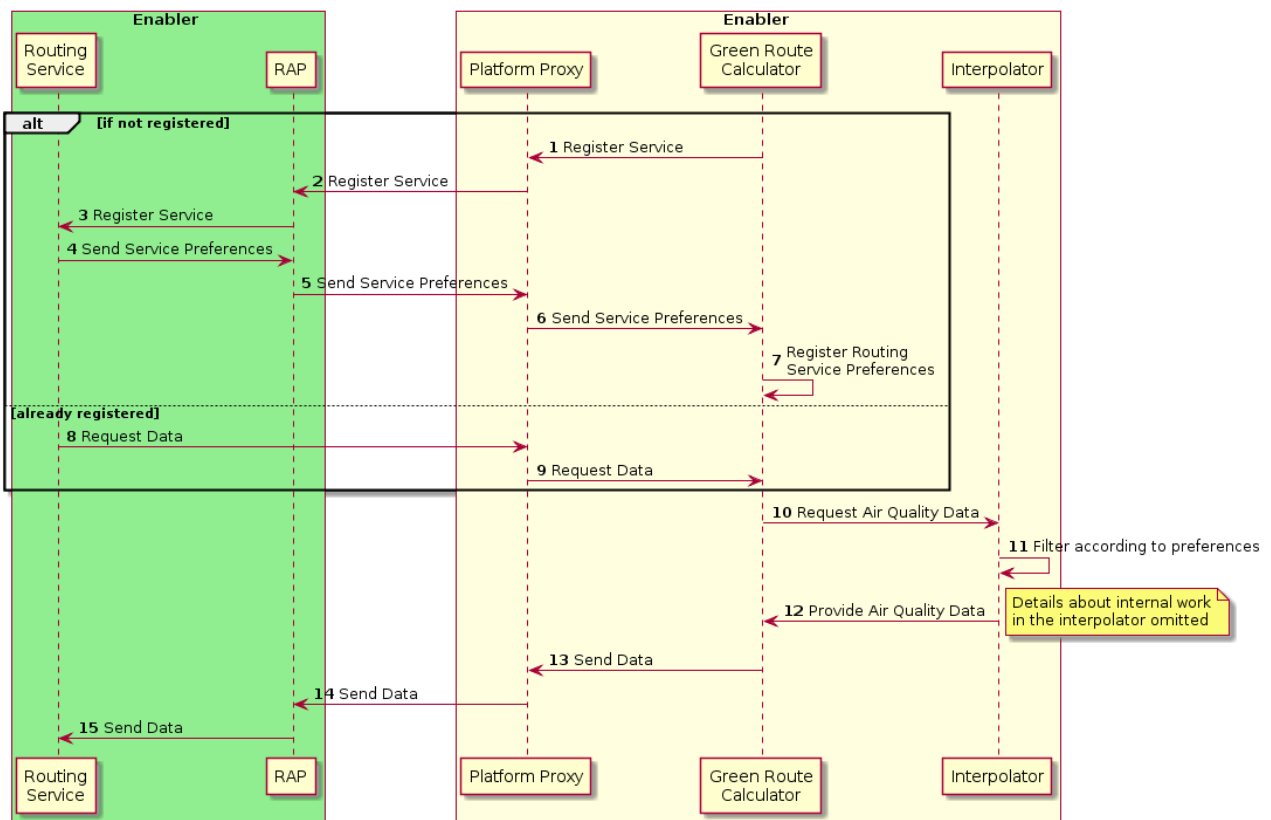 Enabler
Enabler
Routing
Service
RAP
Platform Proxy
Green Route
Calculator
Interpolator
alt
[if not registered]
1 Register Service
2 Register Service
3 Register Service
4 Send Service Preferences
5 Send Service Preferences
6 Send Service Preferences
7 Register Routing
Service Preferences
[already registered]
8 Request Data
9 Request Data
10 Request Air Quality Data
11 Filter according to preferences
Details about internal work
in the interpolator omitted
12 Provide Air Quality Data
13 Send Data
14 Send Data
15 Send Data
Routing
Service
RAP
Platform Proxy
Green Route
Calculator
Interpolator